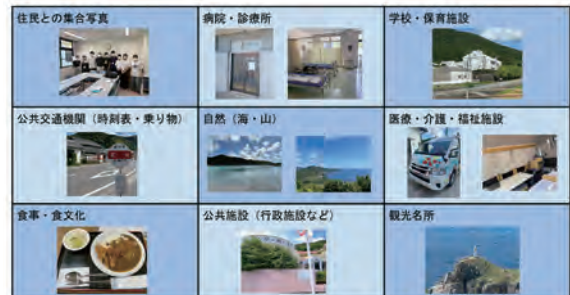 住民との集合写真
病院・診療所
学校・保育施設
公共交通機関（時刻表・乗り物）
自然（海・山）
医療・介護・福祉施設
食事・食文化
公共施設（行政施設など）
観光名所